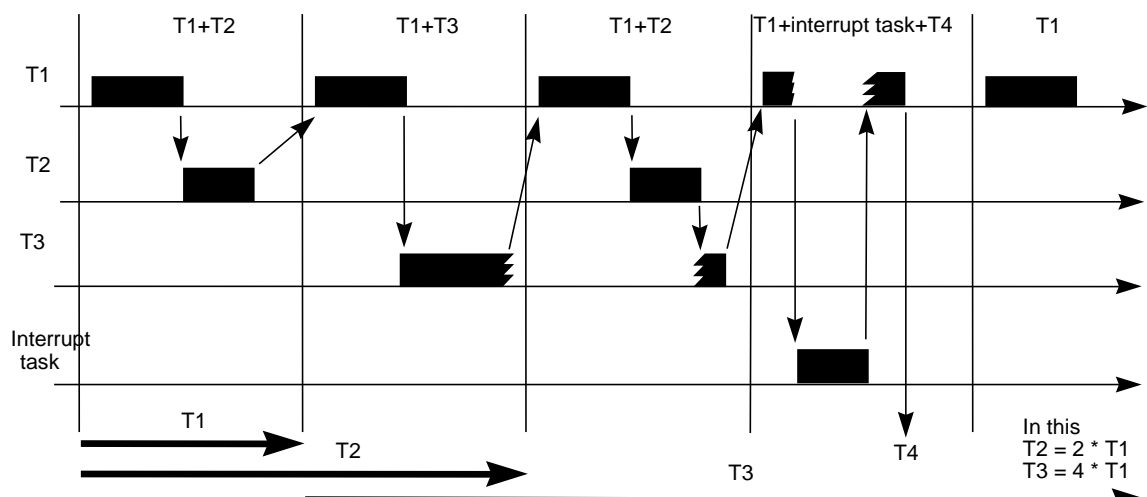 T1+T2
T1+T3
T1+T2
T1+interrupt task+T4
T1
T1
T2
T3
Interrupt
task
T1
T2
T3
T4
In this
T2 = 2 * T1
T3 = 4 * T1